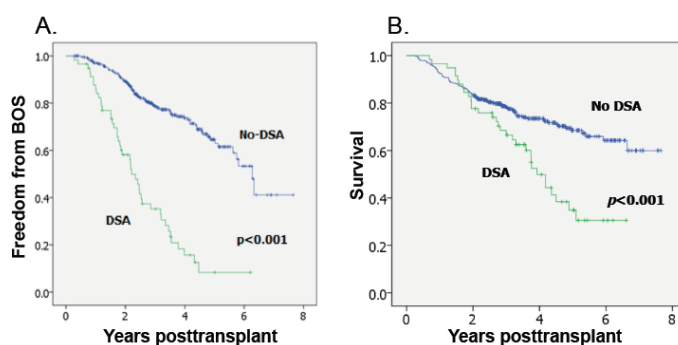 A.
Freedom from BOS
1.0
0.8
0.6
0.4
0.2
0.0
No-DSA
DSA
p<0.001
0 2 4 6 8
Years posttransplant
B.
Survival
1.0
0.8
0.6
0.4
0.2
0.0
No DSA
DSA
p<0.001
0 2 4 6 8
Years posttransplant